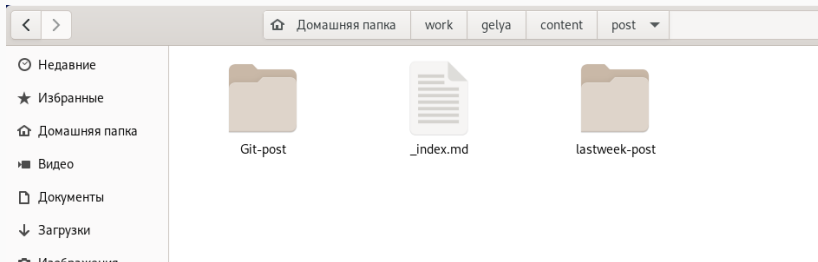 Домашняя папка work gelya content post
Недавние
Избранные
Домашняя папка
Видео
Документы
Загрузки
Изображения
Git-post
_index.md
lastweek-post